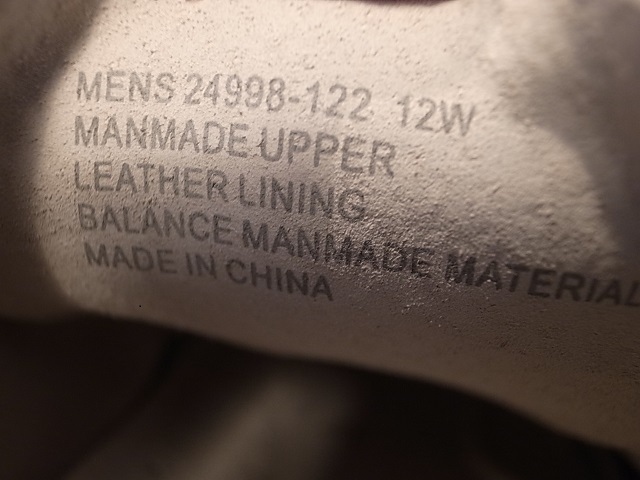 MENS 24998-122 12W
MANMADE UPPER
LEATHER LINING
BALANCE MANMADE MATERIAL
MADE IN CHINA